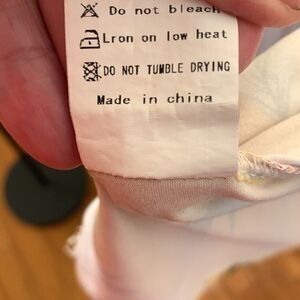 Do not bleach
Lron on low heat
DO NOT TUMBLE DRYING
Made in china